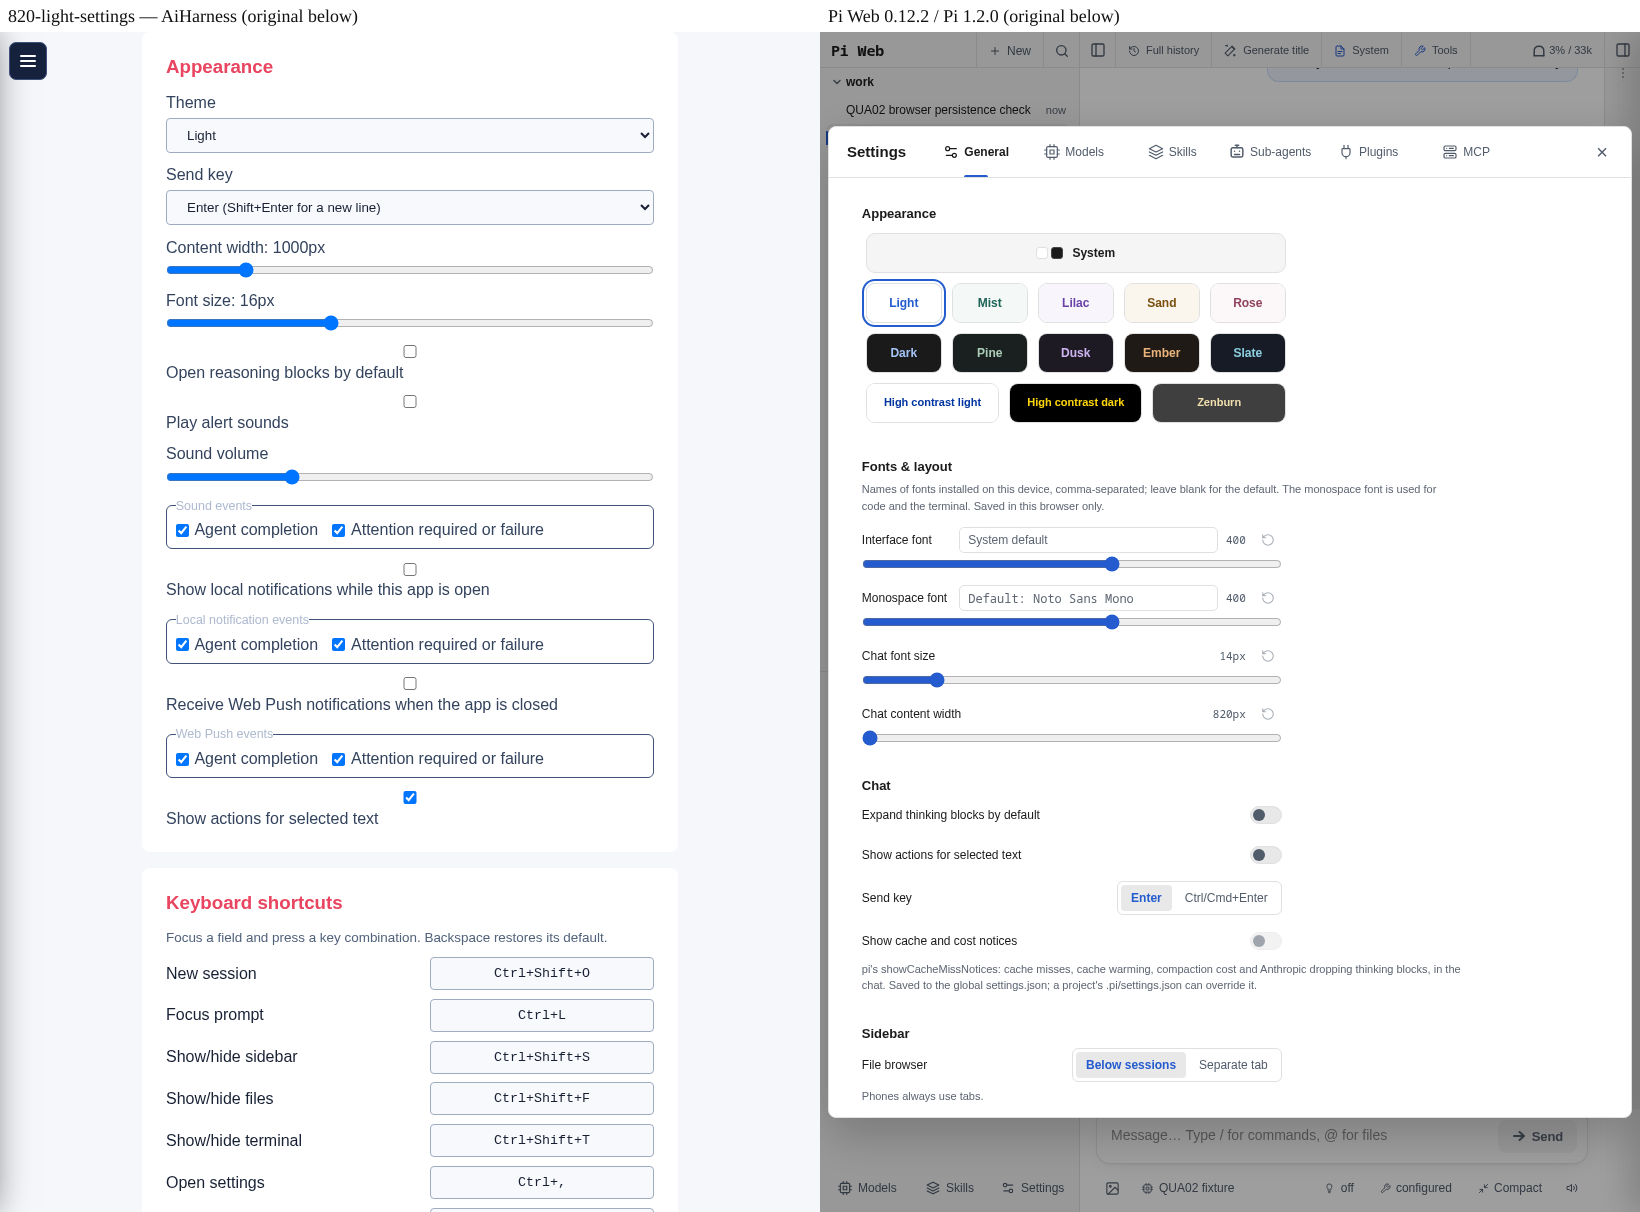 820-light-settings — AiHarness (original below)
Appearance
Theme
Light
Send key
Enter (Shift+Enter for a new line)
Content width: 1000px
Font size: 16px
Open reasoning blocks by default
Play alert sounds
Sound volume
Sound events
Agent completion Attention required or failure
Show local notifications while this app is open
Local notification events
Agent completion Attention required or failure
Receive Web Push notifications when the app is closed
Web Push events
Agent completion Attention required or failure
Show actions for selected text
Keyboard shortcuts
Focus a field and press a key combination. Backspace restores its default.
New session Ctrl+Shift+O
Focus prompt Ctrl+L
Show/hide sidebar Ctrl+Shift+S
Show/hide files Ctrl+Shift+F
Show/hide terminal Ctrl+Shift+T
Open settings Ctrl+,
Pi Web 0.12.2 / Pi 1.2.0 (original below)
Pi Web New Full history Generate title System Tools 3% / 33k
work
QUA02 browser persistence check now
Settings General Models Skills Sub-agents Plugins MCP
Appearance
System
Light Mist Lilac Sand Rose
Dark Pine Dusk Ember Slate
High contrast light High contrast dark Zenburn
Fonts & layout
Names of fonts installed on this device, comma-separated; leave blank for the default. The monospace font is used for
code and the terminal. Saved in this browser only.
Interface font System default 400
Monospace font Default: Noto Sans Mono 400
Chat font size 14px
Chat content width 820px
Chat
Expand thinking blocks by default
Show actions for selected text
Send key Enter Ctrl/Cmd+Enter
Show cache and cost notices
pi's showCacheMissNotices: cache misses, cache warming, compaction cost and Anthropic dropping thinking blocks, in the
chat. Saved to the global settings.json; a project's .pi/settings.json can override it.
Sidebar
File browser Below sessions Separate tab
Phones always use tabs.
Message… Type / for commands, @ for files Send
Models Skills Settings QUA02 fixture off configured Compact